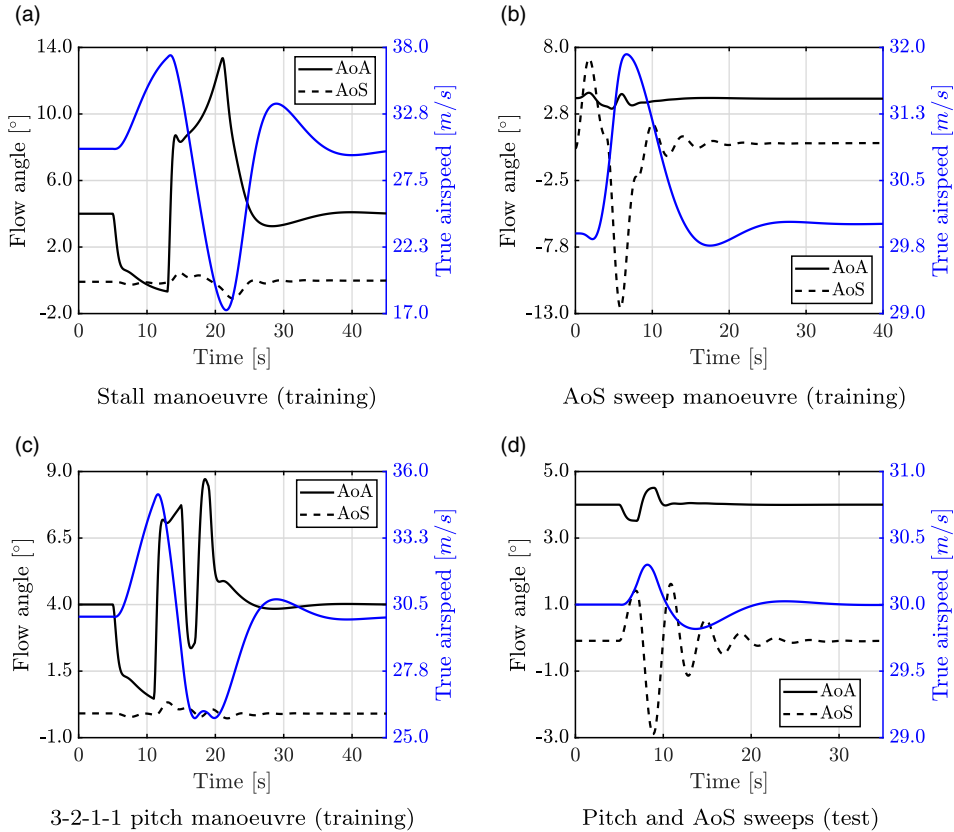 (a)
14.0
10.0
6.0
2.0
-2.0
Flow angle [°]
38.0
32.8
27.5
22.3
17.0
True airspeed [m/s]
AoA
AoS
0 10 20 30 40
Time [s]
Stall manoeuvre (training)
(b)
8.0
2.8
-2.5
-7.8
-13.0
Flow angle [°]
32.0
31.3
30.5
29.8
29.0
True airspeed [m/s]
AoA
AoS
0 10 20 30 40
Time [s]
AoS sweep manoeuvre (training)
(c)
9.0
6.5
4.0
1.5
-1.0
Flow angle [°]
36.0
33.3
30.5
27.8
25.0
True airspeed [m/s]
AoA
AoS
0 10 20 30 40
Time [s]
3-2-1-1 pitch manoeuvre (training)
(d)
5.0
3.0
1.0
-1.0
-3.0
Flow angle [°]
31.0
30.5
30.0
29.5
29.0
True airspeed [m/s]
AoA
AoS
0 10 20 30
Time [s]
Pitch and AoS sweeps (test)